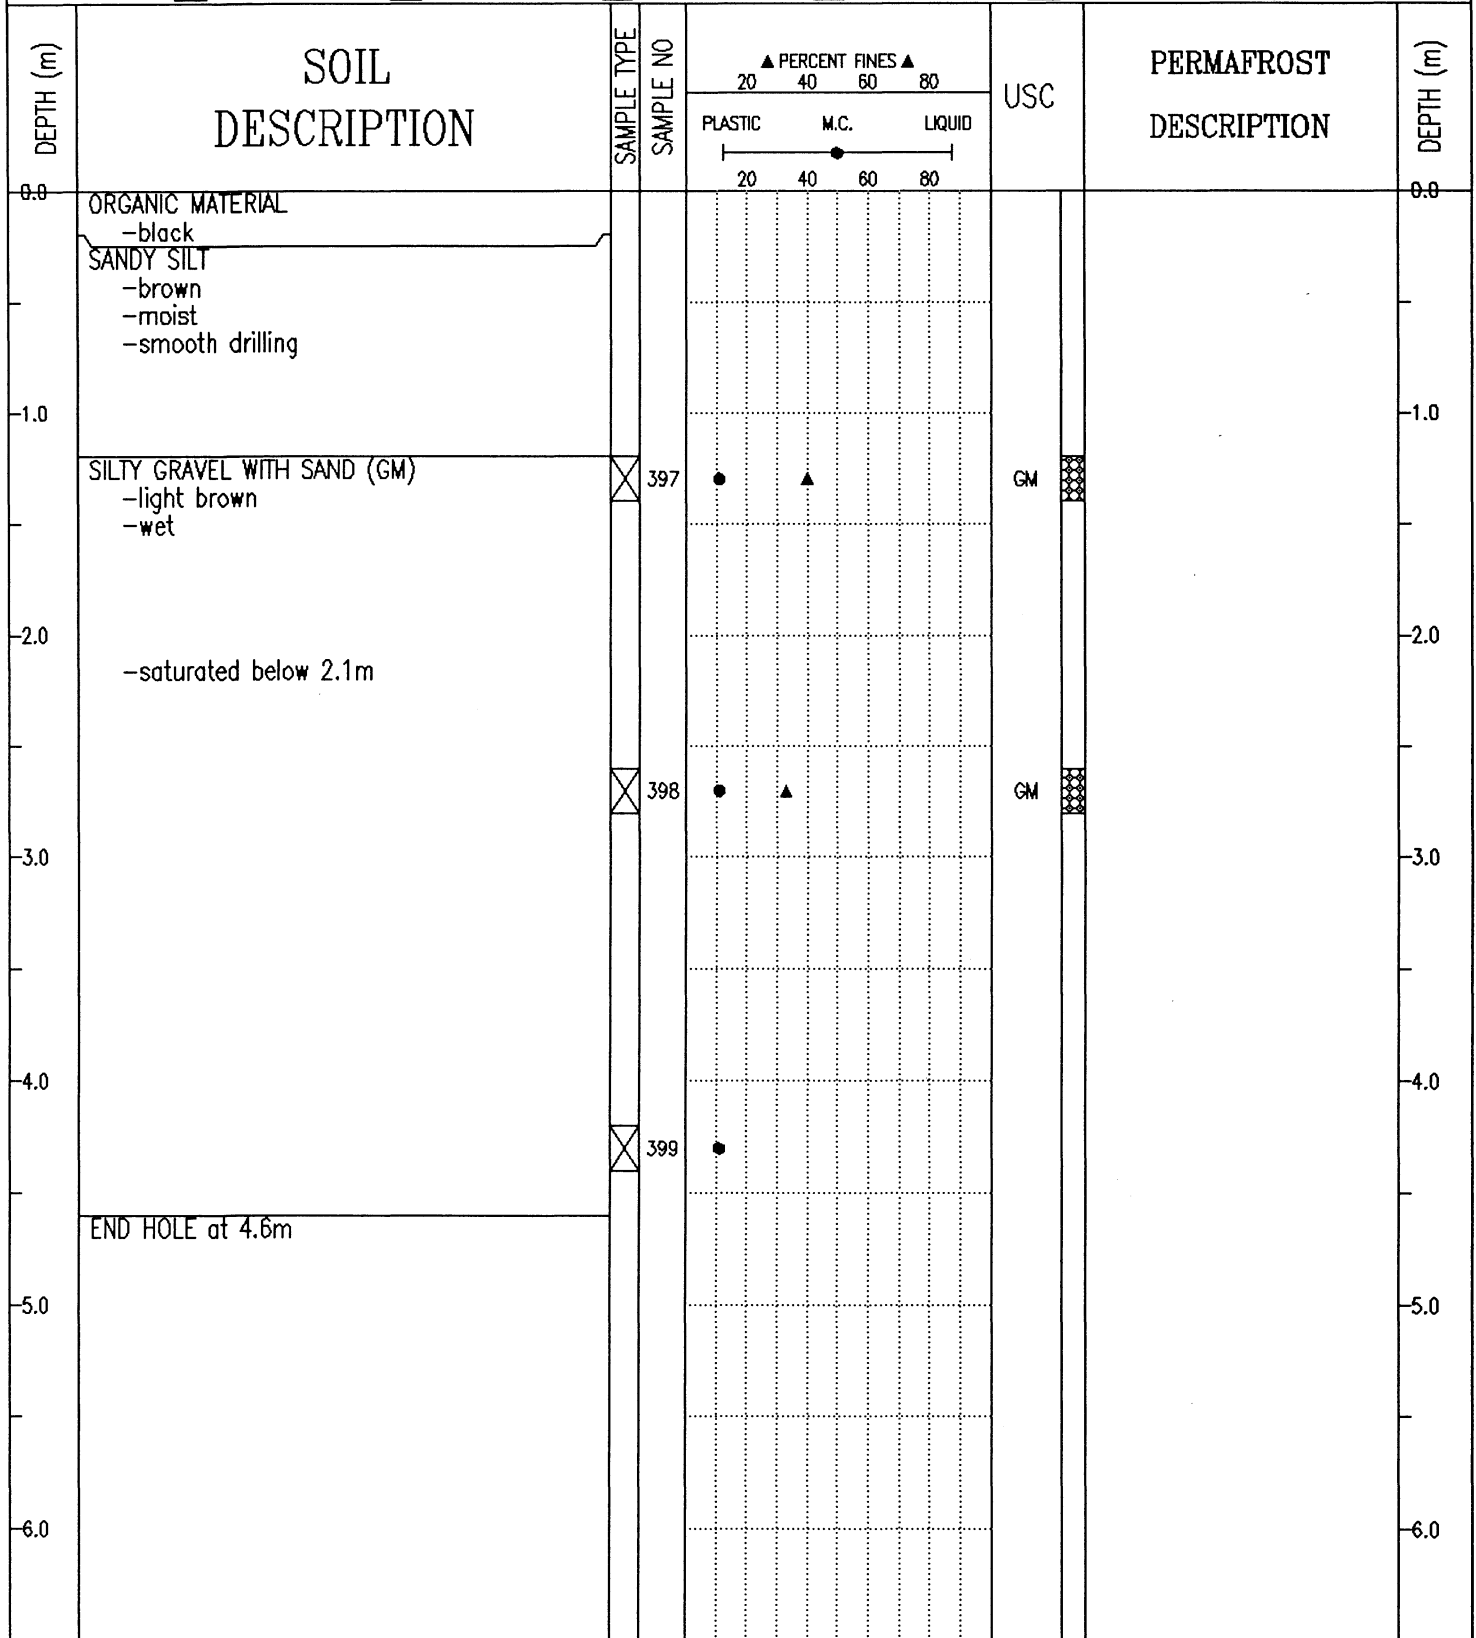 DEPTH (m)
SOIL
DESCRIPTION
SAMPLE TYPE
SAMPLE NO
▲ PERCENT FINES ▲
20 40 60 80
PLASTIC M.C. LIQUID
20 40 60 80
USC
PERMAFROST
DESCRIPTION
DEPTH (m)
0.0 0.0
ORGANIC MATERIAL
-black
SANDY SILT
-brown
-moist
-smooth drilling
1.0 1.0
SILTY GRAVEL WITH SAND (GM) 397 GM
-light brown
-wet
2.0 2.0
-saturated below 2.1m
398 GM
3.0 3.0
4.0 4.0
399
END HOLE at 4.6m
5.0 5.0
6.0 6.0